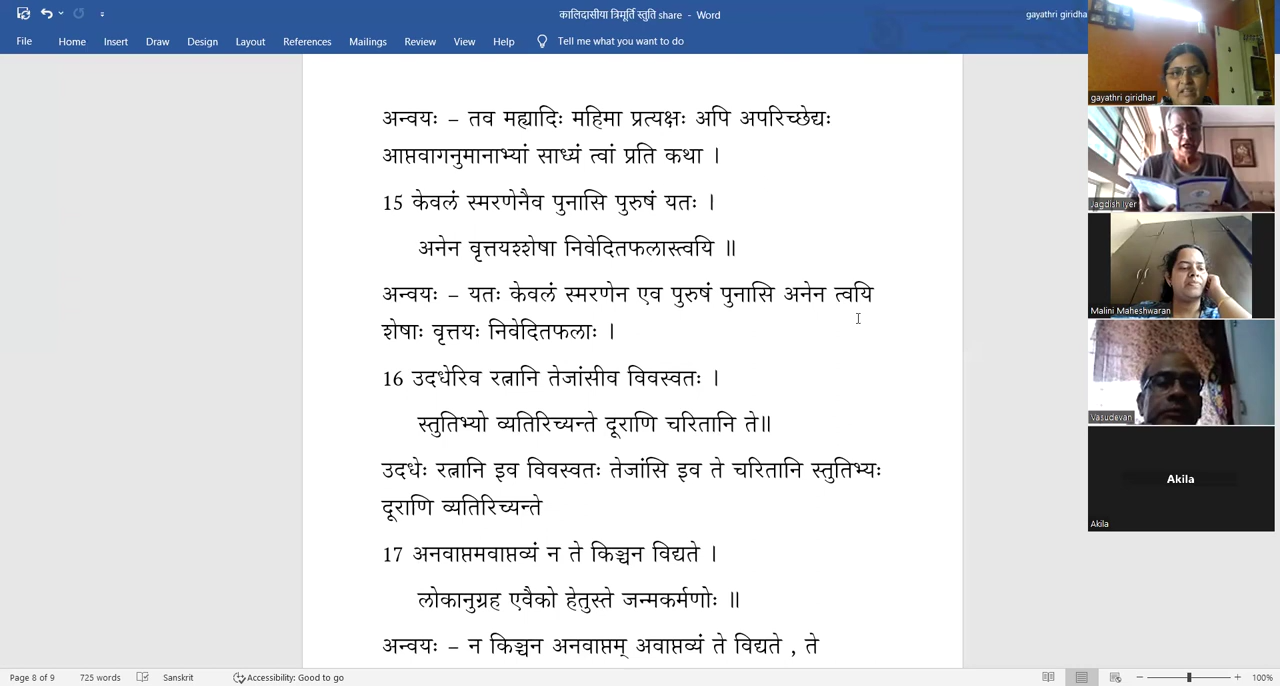 कालिदासीया त्रिमूर्ति स्तुति share - Word
gayathri giridha
File Home Insert Draw Design Layout References Mailings Review View Help Tell me what you want to do
अन्वयः – तव मह्यादिः महिमा प्रत्यक्षः अपि अपरिच्छेद्यः
आप्तवागनुमानाभ्यां साध्यं त्वां प्रति कथा ।
15 केवलं स्मरणेनैव पुनासि पुरुषं यतः ।
अनेन वृत्तयश्शेषा निवेदितफलास्त्वयि ॥
अन्वयः – यतः केवलं स्मरणेन एव पुरुषं पुनासि अनेन त्वयि
शेषाः वृत्तयः निवेदितफलाः ।
16 उदधेरिव रत्नानि तेजांसीव विवस्वतः ।
स्तुतिभ्यो व्यतिरिच्यन्ते दूराणि चरितानि ते॥
उदधेः रत्नानि इव विवस्वतः तेजांसि इव ते चरितानि स्तुतिभ्यः
दूराणि व्यतिरिच्यन्ते
17 अनवाप्तमवाप्तव्यं न ते किञ्चन विद्यते ।
लोकानुग्रह एवैको हेतुस्ते जन्मकर्मणोः ॥
अन्वयः – न किञ्चन अनवाप्तम् अवाप्तव्यं ते विद्यते , ते
gayathri giridhar
Jagdish Iyer
Malini Maheshwaran
Vasudevan
Akila
Akila
Page 8 of 9 725 words Sanskrit Accessibility: Good to go 100%